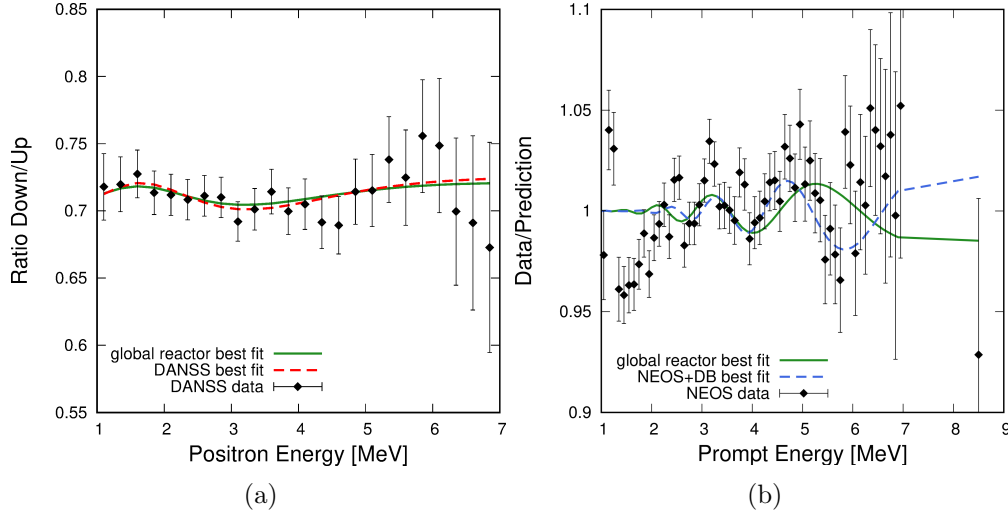 0.85
0.8
0.75
0.7
0.65
0.6
0.55
Ratio Down/Up
global reactor best fit
DANSS best fit
DANSS data
1 2 3 4 5 6 7
Positron Energy [MeV]
(a)
1.1
1.05
1
0.95
0.9
Data/Prediction
global reactor best fit
NEOS+DB best fit
NEOS data
1 2 3 4 5 6 7 8 9
Prompt Energy [MeV]
(b)